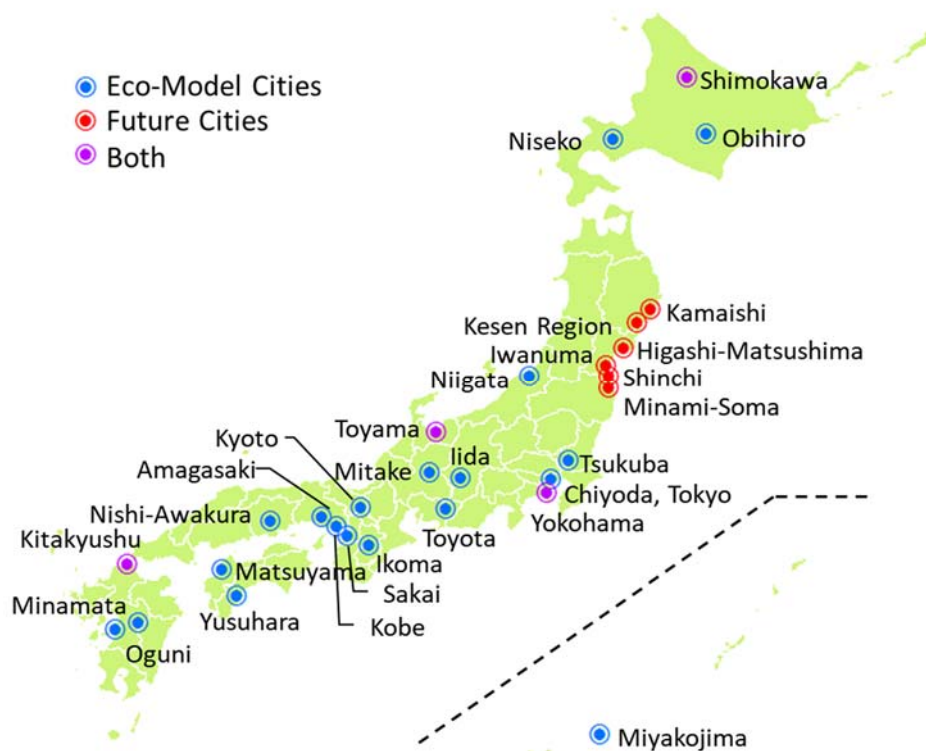 Eco-Model Cities
Future Cities
Both
Shimokawa
Niseko
Obihiro
Kamaishi
Kesen Region
Higashi-Matsushima
Iwanuma
Shinchi
Niigata
Minami-Soma
Toyama
Kyoto
Iida
Amagasaki
Mitake
Tsukuba
Chiyoda, Tokyo
Nishi-Awakura
Toyota
Yokohama
Kitakyushu
Ikoma
Matsuyama
Sakai
Minamata
Yusuhara
Kobe
Oguni
Miyakojima